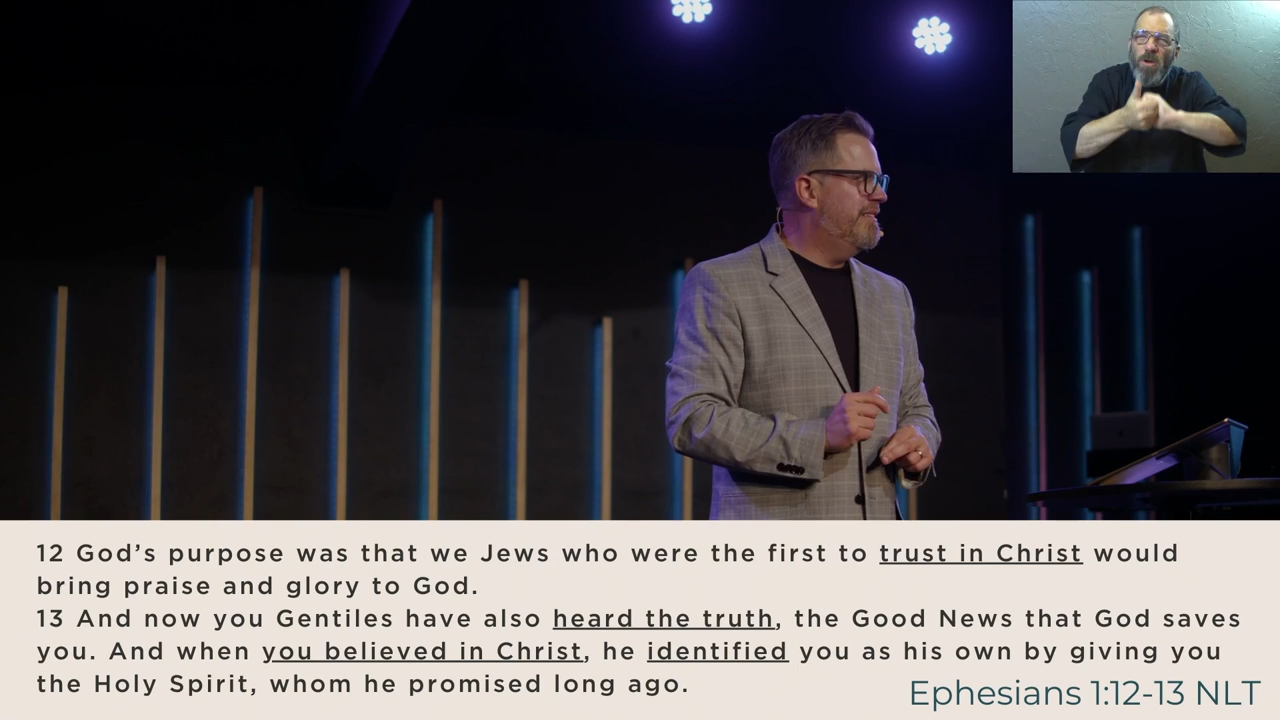 12 God’s purpose was that we Jews who were the first to trust in Christ would
bring praise and glory to God.
13 And now you Gentiles have also heard the truth, the Good News that God saves
you. And when you believed in Christ, he identified you as his own by giving you
the Holy Spirit, whom he promised long ago.
Ephesians 1:12-13 NLT